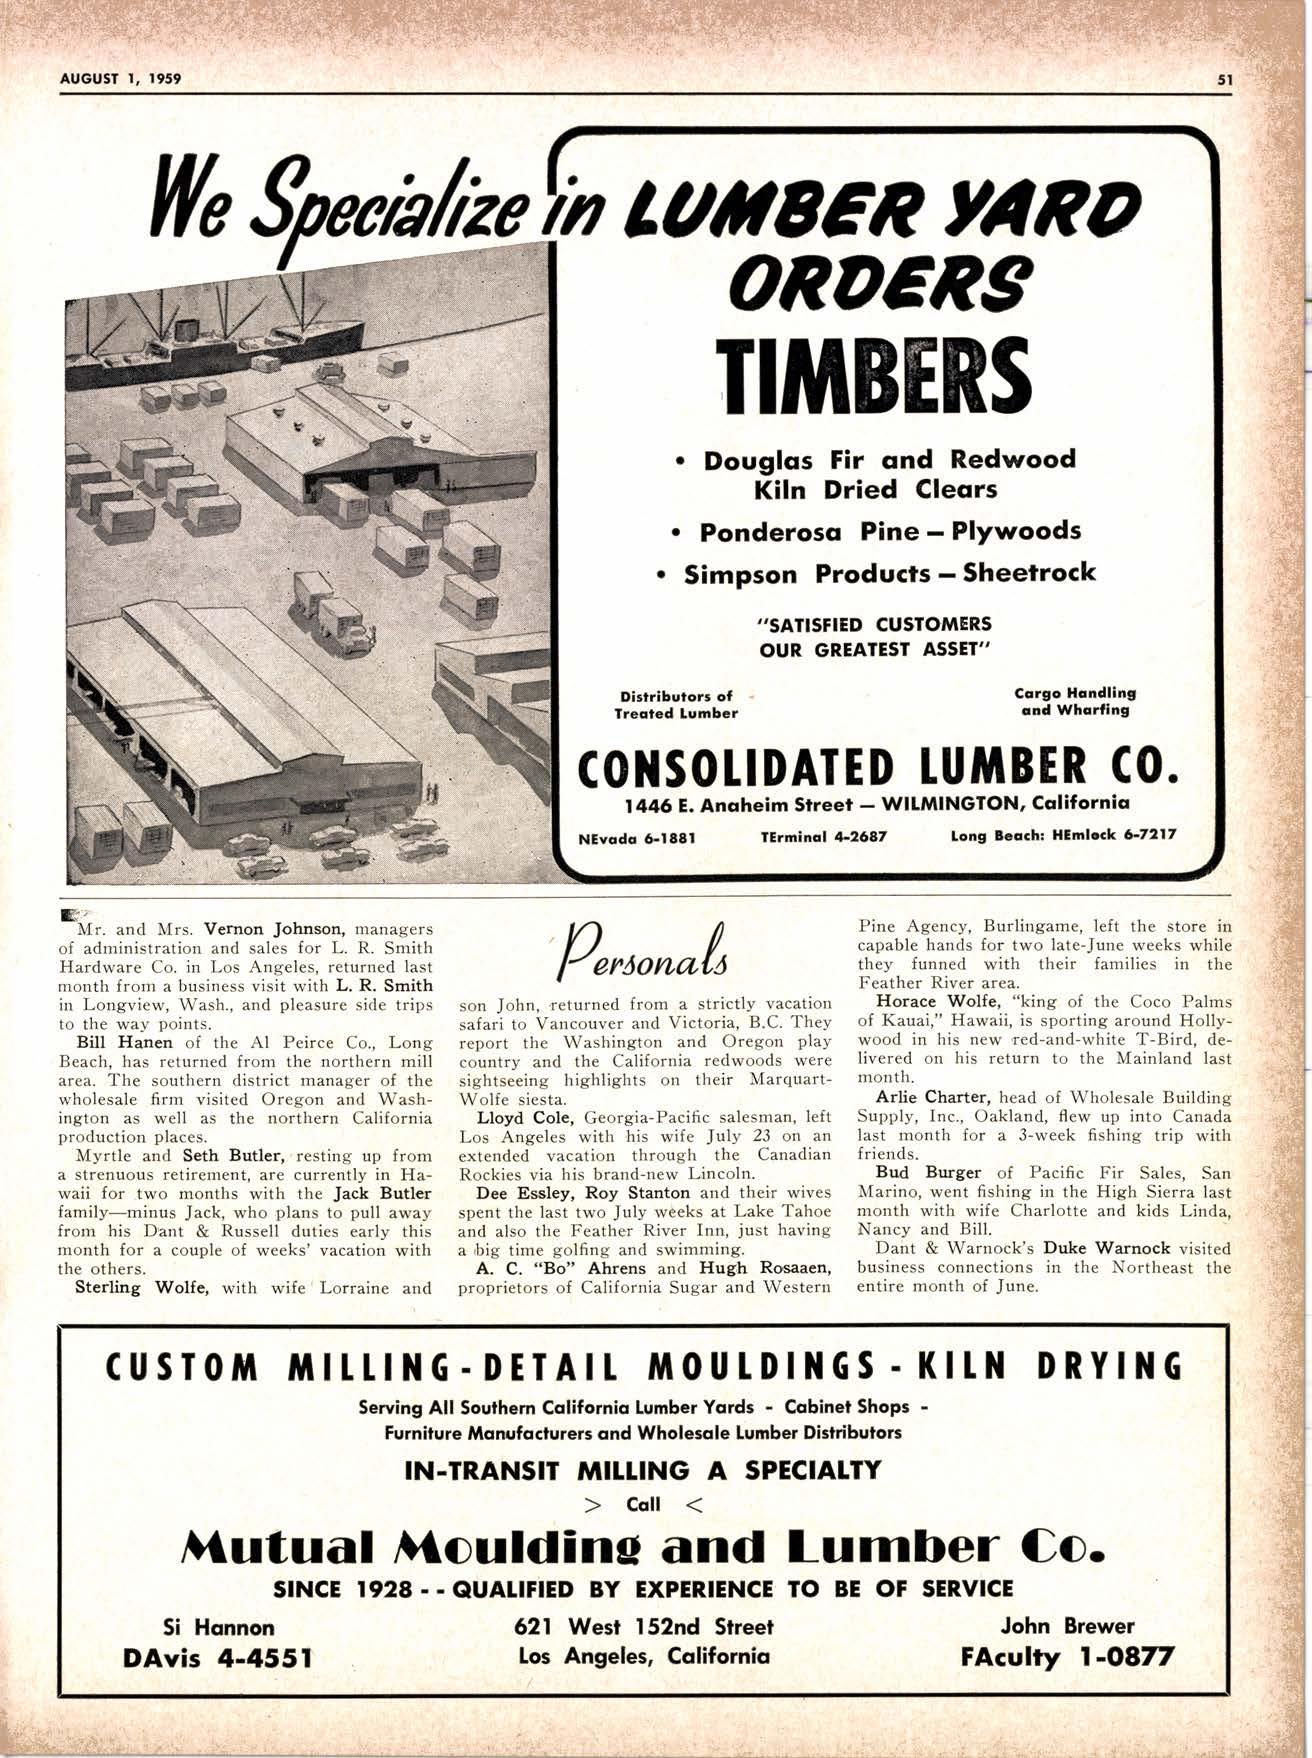 AUGUST 1, 1959
51
We Specialize in LUMBER YARD
ORDERS
TIMBERS
• Douglas Fir and Redwood
Kiln Dried Clears
• Ponderosa Pine — Plywoods
• Simpson Products — Sheetrock
"SATISFIED CUSTOMERS
OUR GREATEST ASSET"
Distributors of
Treated Lumber
Cargo Handling
and Wharfing
CONSOLIDATED LUMBER CO.
1446 E. Anaheim Street — WILMINGTON, California
NEvada 6-1881 TErminal 4-2687 Long Beach: HEmlock 6-7217
Mr. and Mrs. Vernon Johnson, managers
of administration and sales for L. R. Smith
Hardware Co. in Los Angeles, returned last
month from a business visit with L. R. Smith
in Longview, Wash., and pleasure side trips
to the way points.
Bill Hanen of the Al Peirce Co., Long
Beach, has returned from the northern mill
area. The southern district manager of the
wholesale firm visited Oregon and Wash-
ington as well as the northern California
production places.
Myrtle and Seth Butler, resting up from
a strenuous retirement, are currently in Ha-
waii for two months with the Jack Butler
family—minus Jack, who plans to pull away
from his Dant & Russell duties early this
month for a couple of weeks' vacation with
the others.
Sterling Wolfe, with wife Lorraine and
Personals
son John, returned from a strictly vacation
safari to Vancouver and Victoria, B.C. They
report the Washington and Oregon play
country and the California redwoods were
sightseeing highlights on their Marquart-
Wolfe siesta.
Lloyd Cole, Georgia-Pacific salesman, left
Los Angeles with his wife July 23 on an
extended vacation through the Canadian
Rockies via his brand-new Lincoln.
Dee Essley, Roy Stanton and their wives
spent the last two July weeks at Lake Tahoe
and also the Feather River Inn, just having
a big time golfing and swimming.
A. C. "Bo" Ahrens and Hugh Rosaaen,
proprietors of California Sugar and Western
Pine Agency, Burlingame, left the store in
capable hands for two late-June weeks while
they funned with their families in the
Feather River area.
Horace Wolfe, "king of the Coco Palms
of Kauai," Hawaii, is sporting around Holly-
wood in his new red-and-white T-Bird, de-
livered on his return to the Mainland last
month.
Arlie Charter, head of Wholesale Building
Supply, Inc., Oakland, flew up into Canada
last month for a 3-week fishing trip with
friends.
Bud Burger of Pacific Fir Sales, San
Marino, went fishing in the High Sierra last
month with wife Charlotte and kids Linda,
Nancy and Bill.
Dant & Warnock's Duke Warnock visited
business connections in the Northeast the
entire month of June.
CUSTOM MILLING - DETAIL MOULDINGS - KILN DRYING
Serving All Southern California Lumber Yards - Cabinet Shops -
Furniture Manufacturers and Wholesale Lumber Distributors
IN-TRANSIT MILLING A SPECIALTY
> Call <
Mutual Moulding and Lumber Co.
SINCE 1928 - - QUALIFIED BY EXPERIENCE TO BE OF SERVICE
Si Hannon 621 West 152nd Street John Brewer
DAvis 4-4551 Los Angeles, California FAculty 1-0877